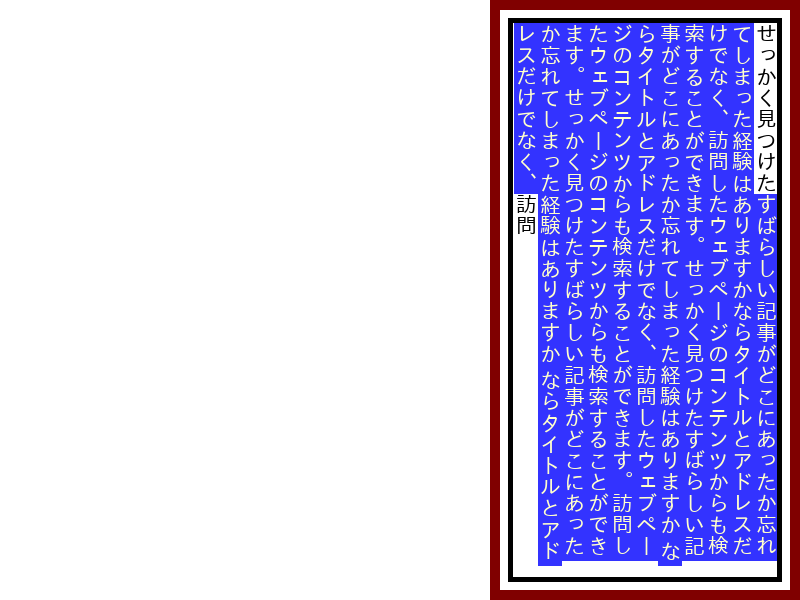 せっかく見つけたすばらしい記事がどこにあったか忘れ
てしまった経験はありますかならタイトルとアドレスだ
けでなく、訪問したウェブページのコンテンツからも検
索することができます。せっかく見つけたすばらしい記
事がどこにあったか忘れてしまった経験はありますか な
らタイトルとアドレスだけでなく、訪問したウェブペー
ジのコンテンツからも検索することができます。訪問し
たウェブページのコンテンツからも検索することができ
ます。せっかく見つけたすばらしい記事がどこにあった
か忘れてしまった経験はありますか ならタイトルとアド
レスだけでなく、訪問